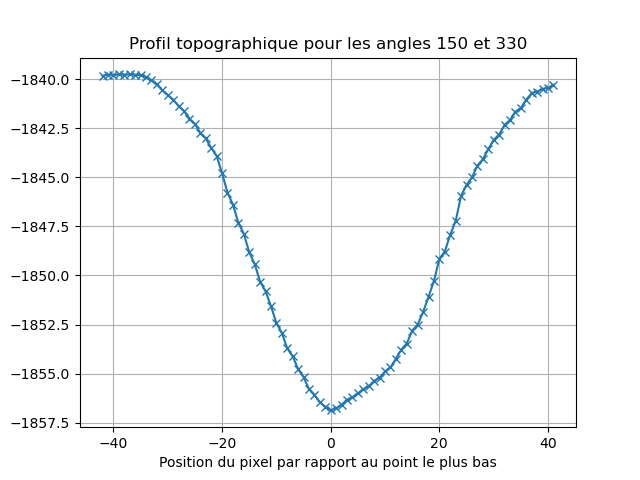 Profil topographique pour les angles 150 et 330
−1840.0
−1842.5
−1845.0
−1847.5
−1850.0
−1852.5
−1855.0
−1857.5
−40 −20 0 20 40
Position du pixel par rapport au point le plus bas